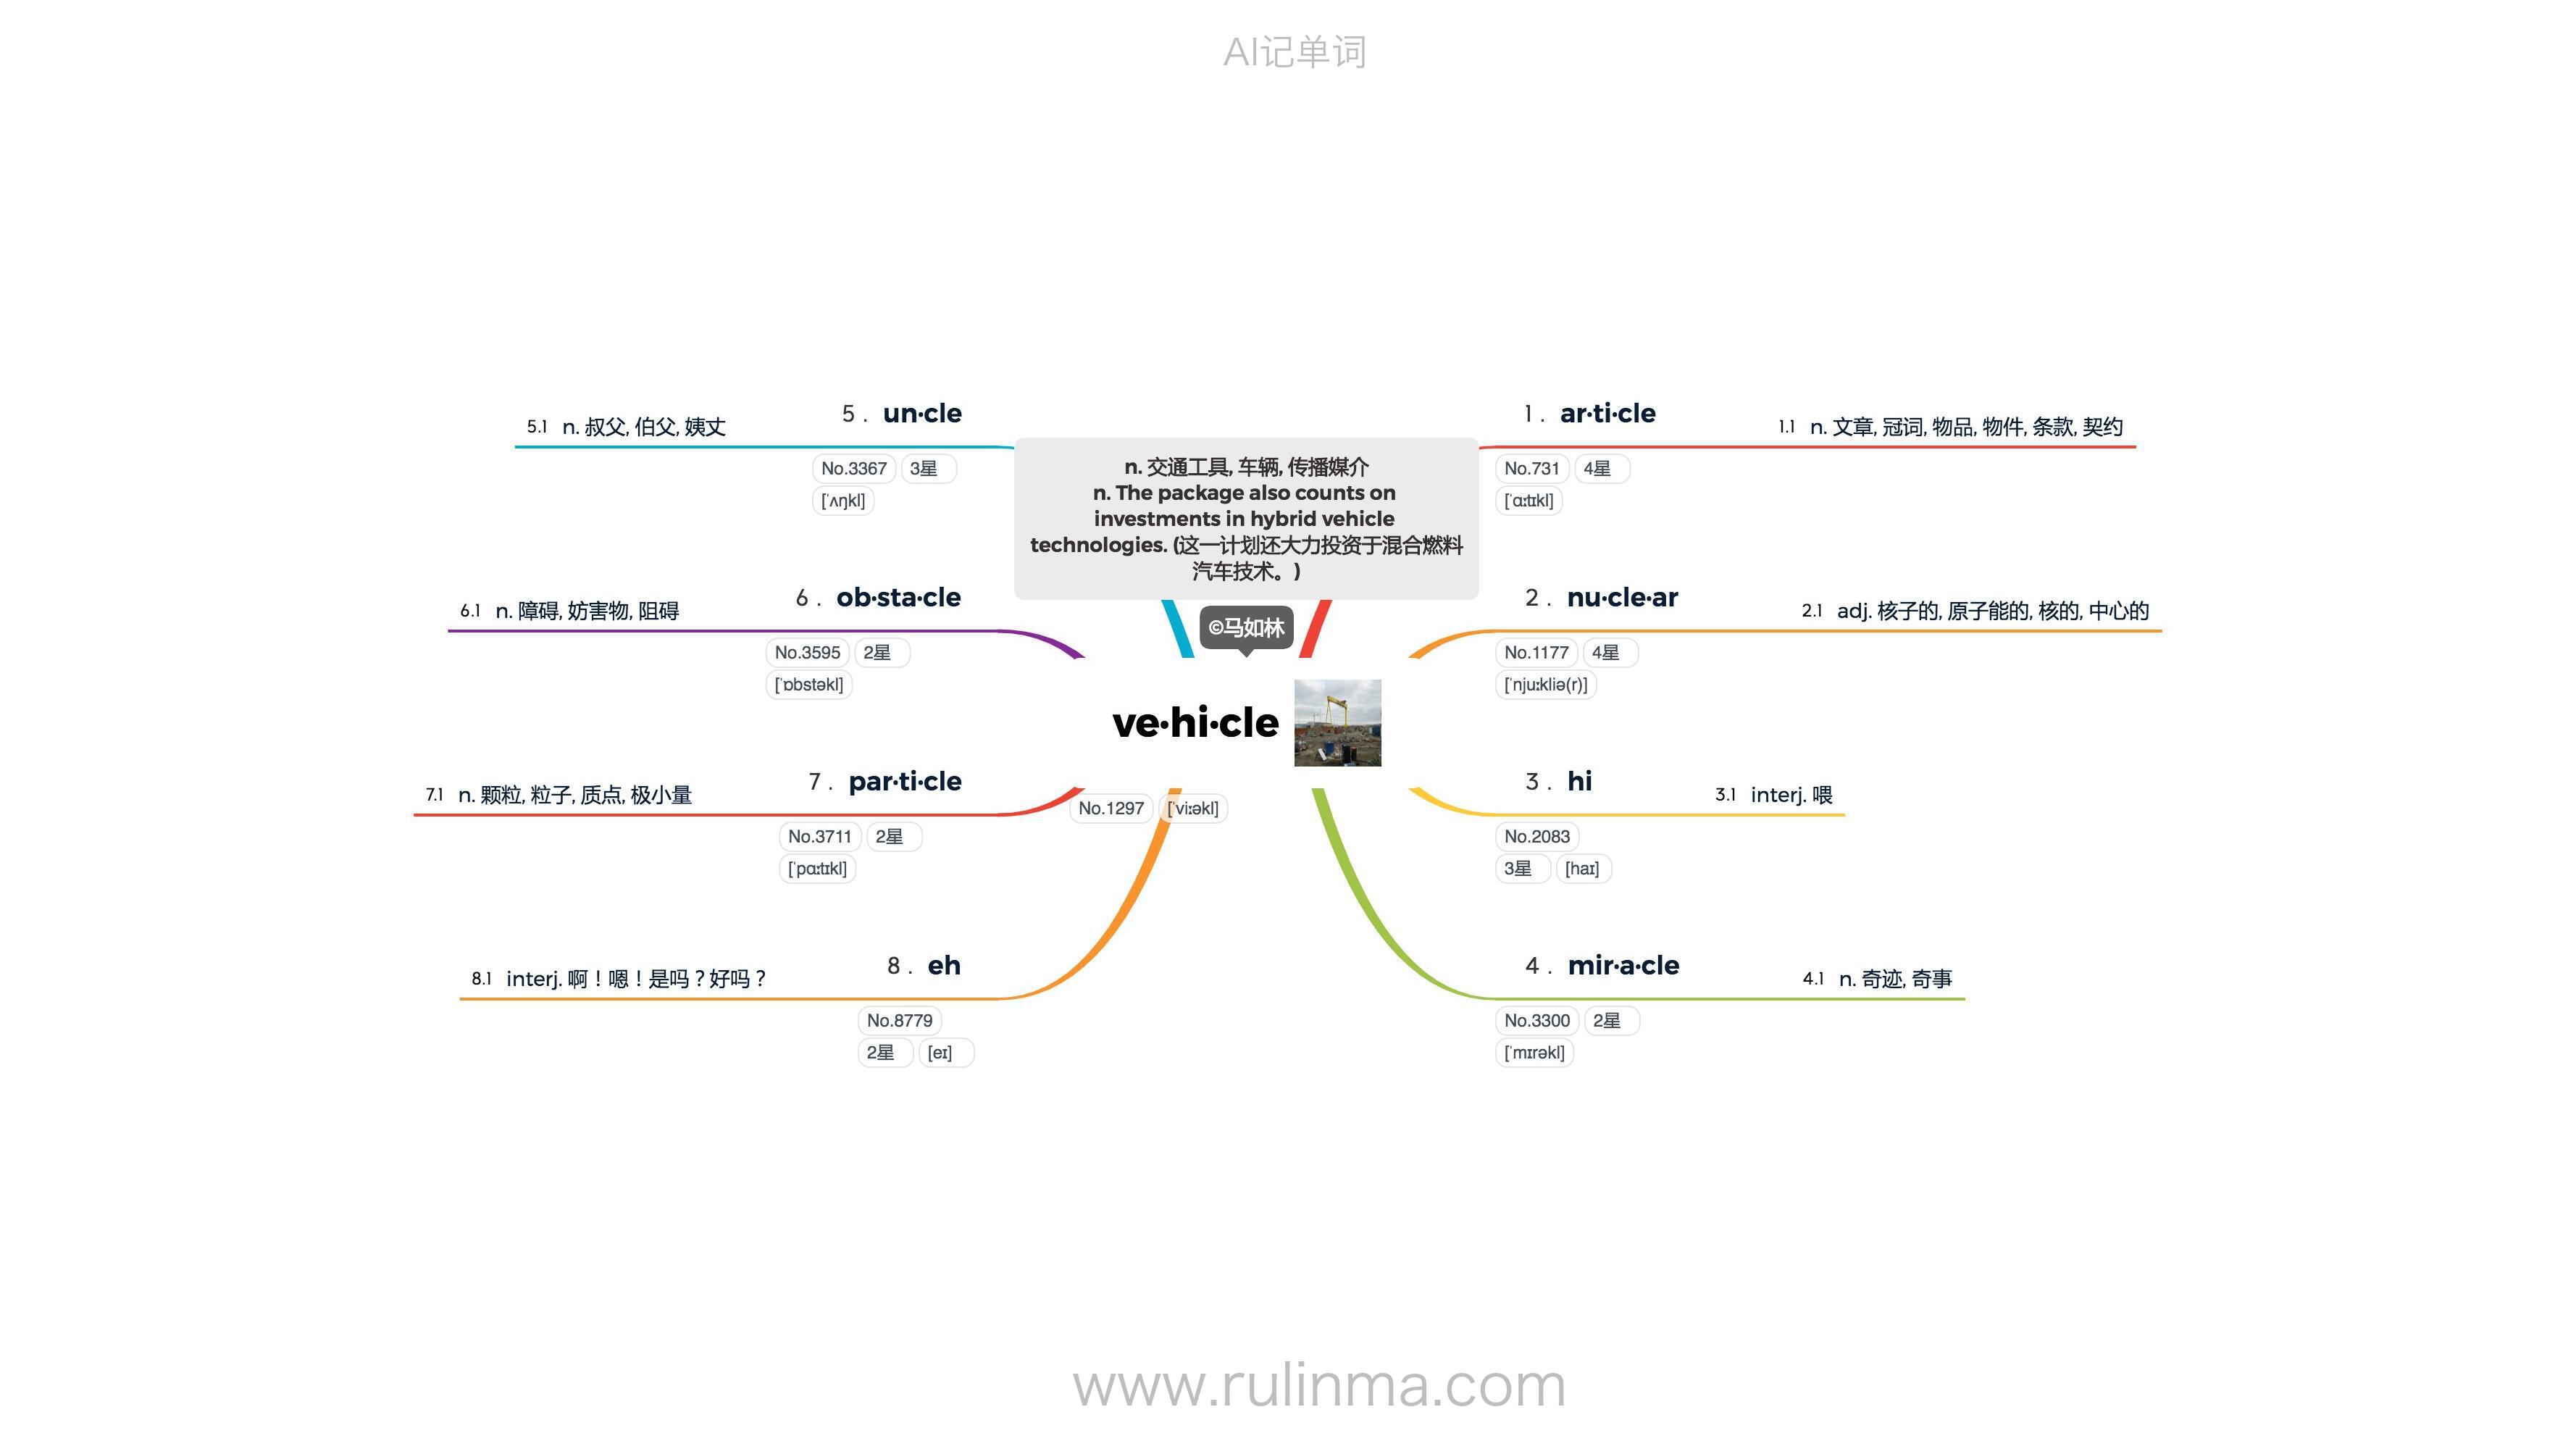 AI记单词
n. 交通工具, 车辆, 传播媒介
n. The package also counts on
investments in hybrid vehicle
technologies. (这一计划还大力投资于混合燃料
汽车技术。)
©马如林
ve·hi·cle
No.1297 [ˈviːəkl]
1 . ar·ti·cle
No.731 4星
[ˈɑːtɪkl]
1.1 n. 文章, 冠词, 物品, 物件, 条款, 契约
2 . nu·cle·ar
No.1177 4星
[ˈnjuːkliə(r)]
2.1 adj. 核子的, 原子能的, 核的, 中心的
3 . hi
No.2083
3星 [haɪ]
3.1 interj. 喂
4 . mir·a·cle
No.3300 2星
[ˈmɪrəkl]
4.1 n. 奇迹, 奇事
5 . un·cle
No.3367 3星
[ˈʌŋkl]
5.1 n. 叔父, 伯父, 姨丈
6 . ob·sta·cle
No.3595 2星
[ˈɒbstəkl]
6.1 n. 障碍, 妨害物, 阻碍
7 . par·ti·cle
No.3711 2星
[ˈpɑːtɪkl]
7.1 n. 颗粒, 粒子, 质点, 极小量
8 . eh
No.8779
2星 [eɪ]
8.1 interj. 啊！嗯！是吗？好吗？
www.rulinma.com